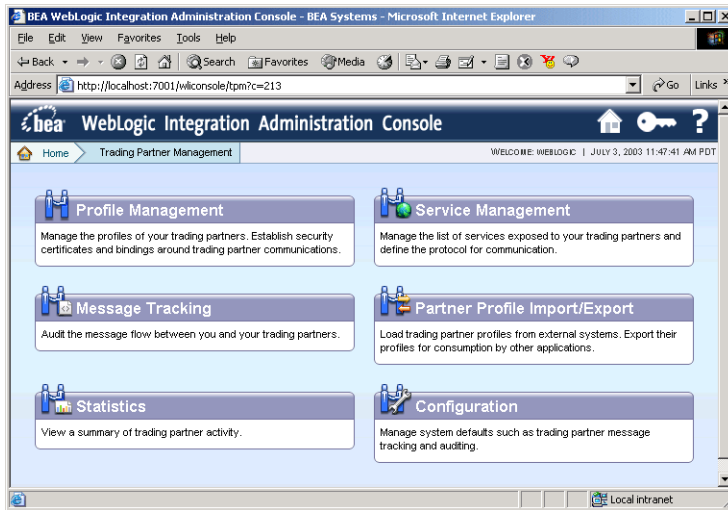 BEA WebLogic Integration Administration Console - BEA Systems - Microsoft Internet Explorer
File Edit View Favorites Tools Help
Back Search Favorites Media
Address http://localhost:7001/wliconsole/tpm?c=213 Go Links »
bea WebLogic Integration Administration Console ?
Home Trading Partner Management WELCOME: WEBLOGIC | JULY 3, 2003 11:47:41 AM PDT
Profile Management
Manage the profiles of your trading partners. Establish security
certificates and bindings around trading partner communications.
Service Management
Manage the list of services exposed to your trading partners and
define the protocol for communication.
Message Tracking
Audit the message flow between you and your trading partners.
Partner Profile Import/Export
Load trading partner profiles from external systems. Export their
profiles for consumption by other applications.
Statistics
View a summary of trading partner activity.
Configuration
Manage system defaults such as trading partner message
tracking and auditing.
Local intranet